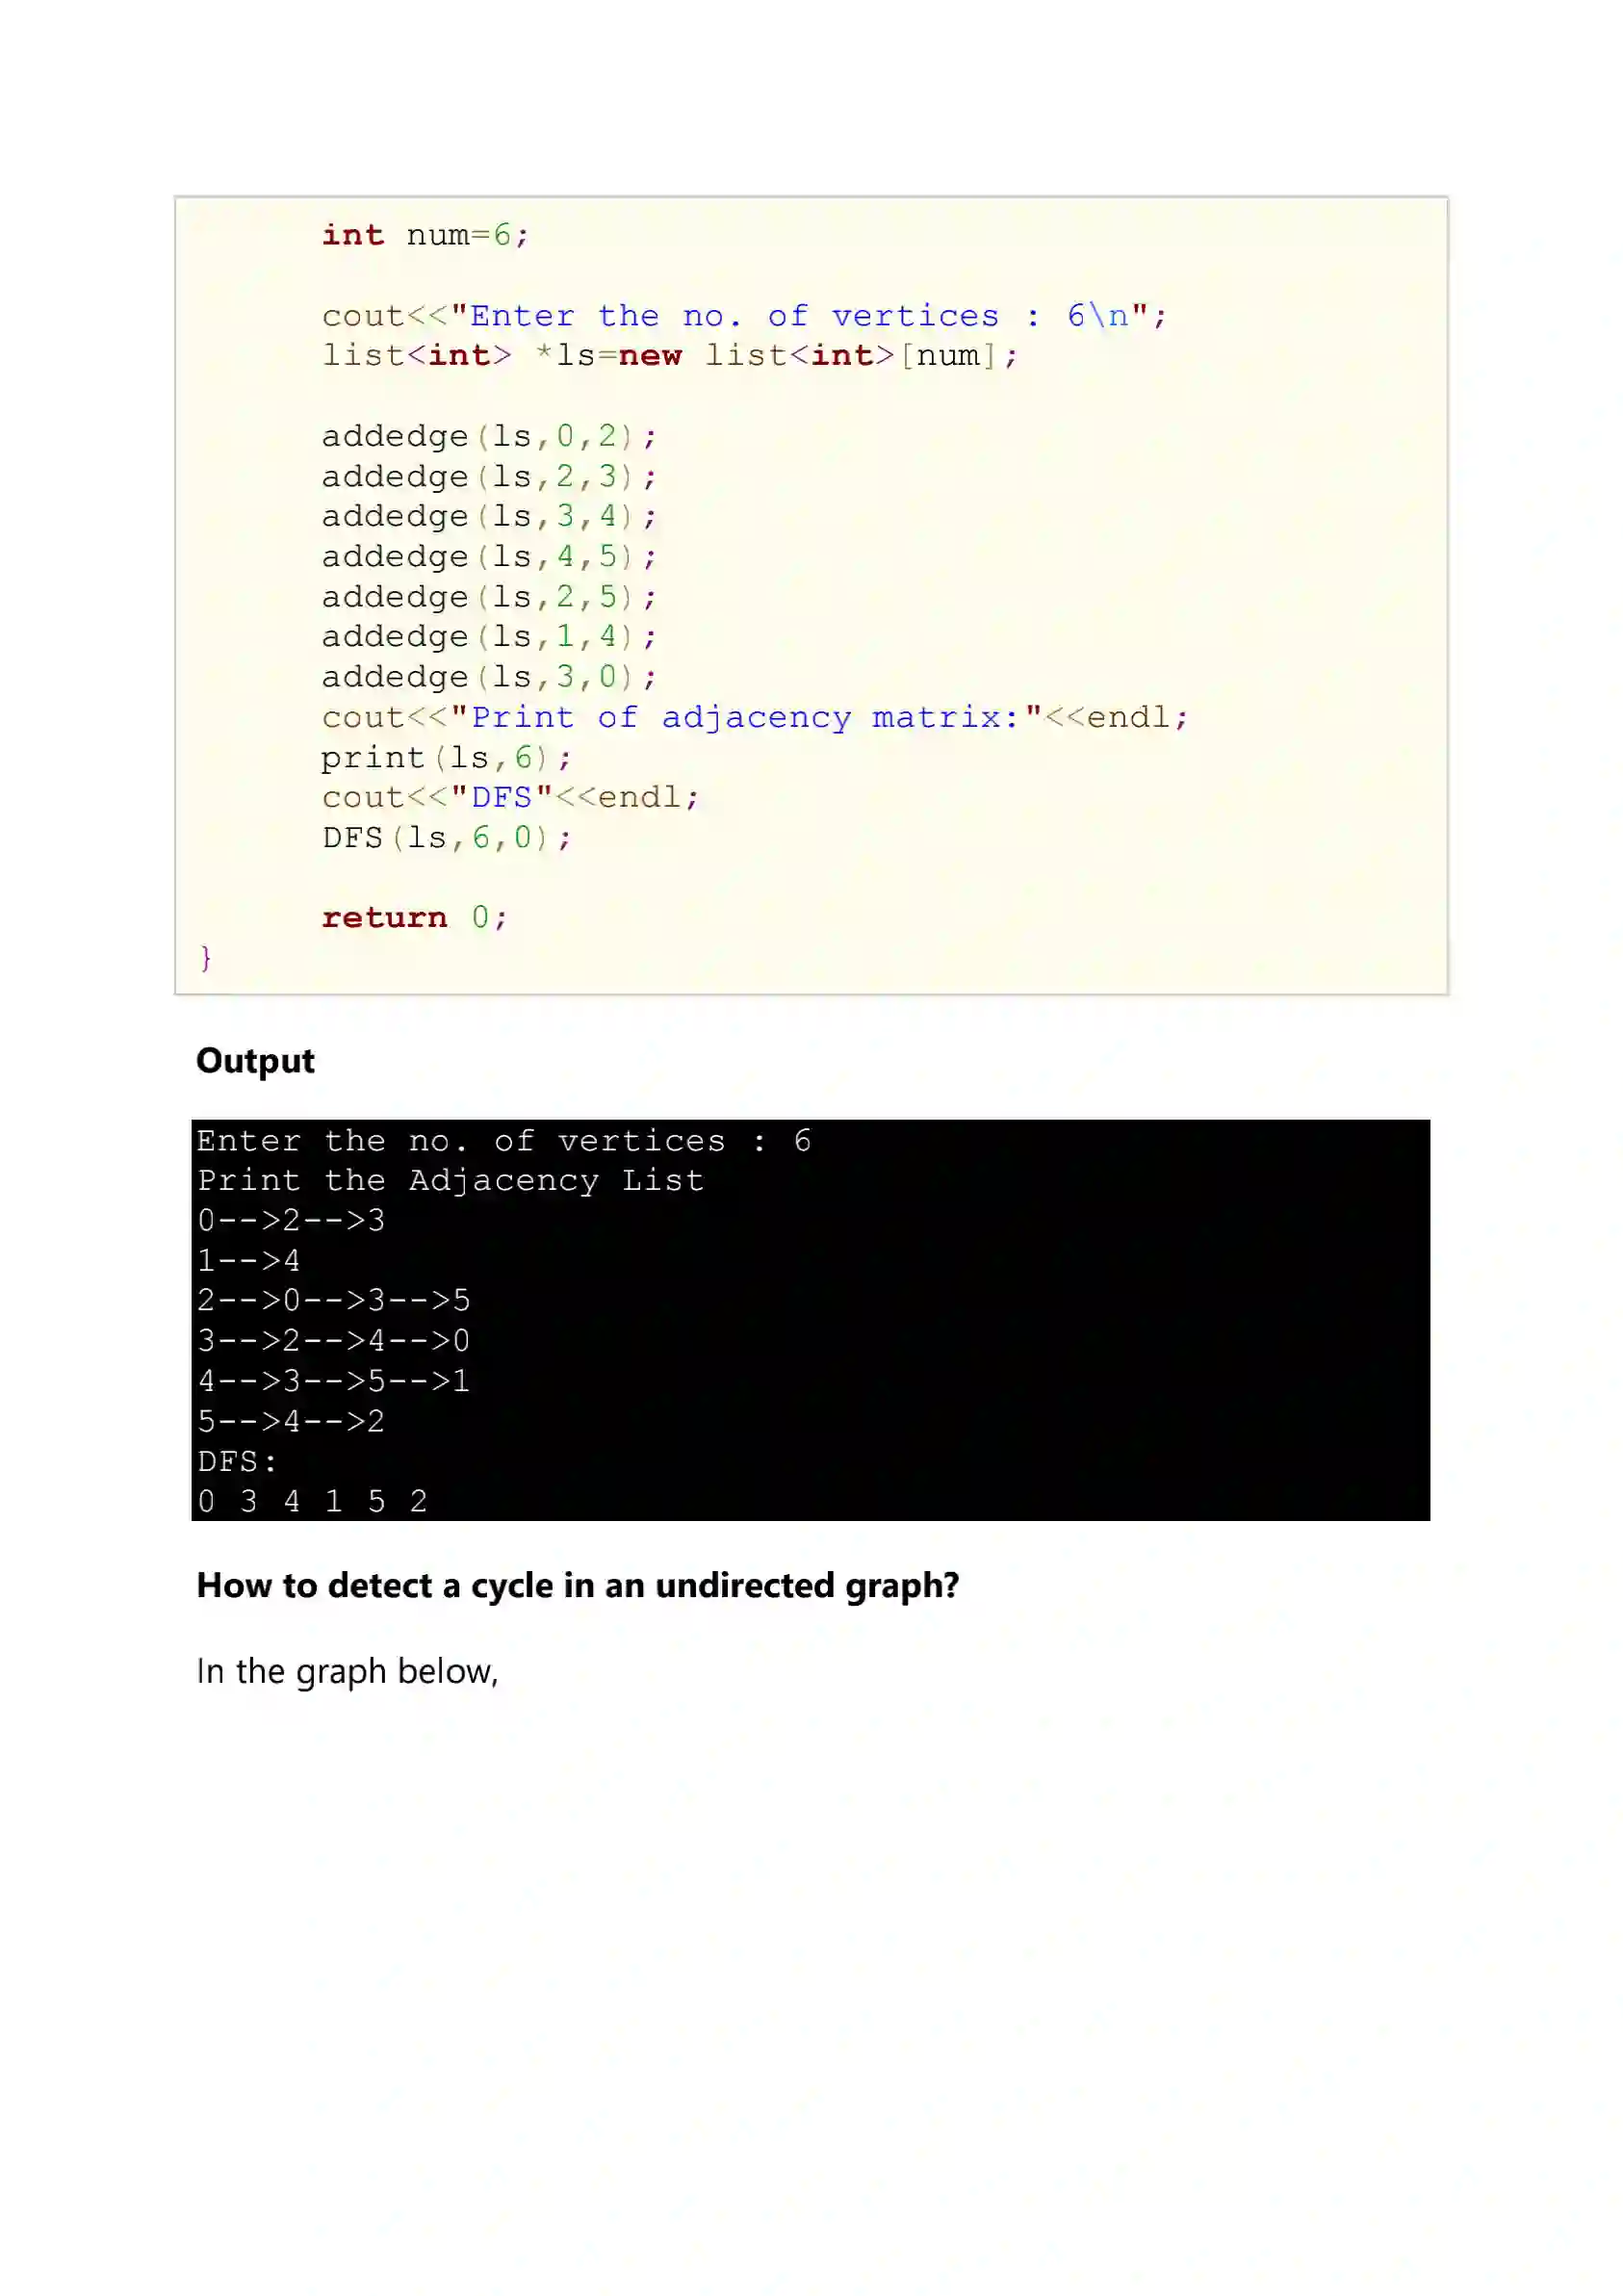 int num=6;
cout<<"Enter the no. of vertices : 6\n";
list<int> *ls=new list<int>[num];
addedge(ls,0,2);
addedge(ls,2,3);
addedge(ls,3,4);
addedge(ls,4,5);
addedge(ls,2,5);
addedge(ls,1,4);
addedge(ls,3,0);
cout<<"Print of adjacency matrix:"<<endl;
print(ls,6);
cout<<"DFS"<<endl;
DFS(ls,6,0);
return 0;
}
Output
Enter the no. of vertices : 6
Print the Adjacency List
0-->2-->3
1-->4
2-->0-->3-->5
3-->2-->4-->0
4-->3-->5-->1
5-->4-->2
DFS:
0 3 4 1 5 2
How to detect a cycle in an undirected graph?
In the graph below,